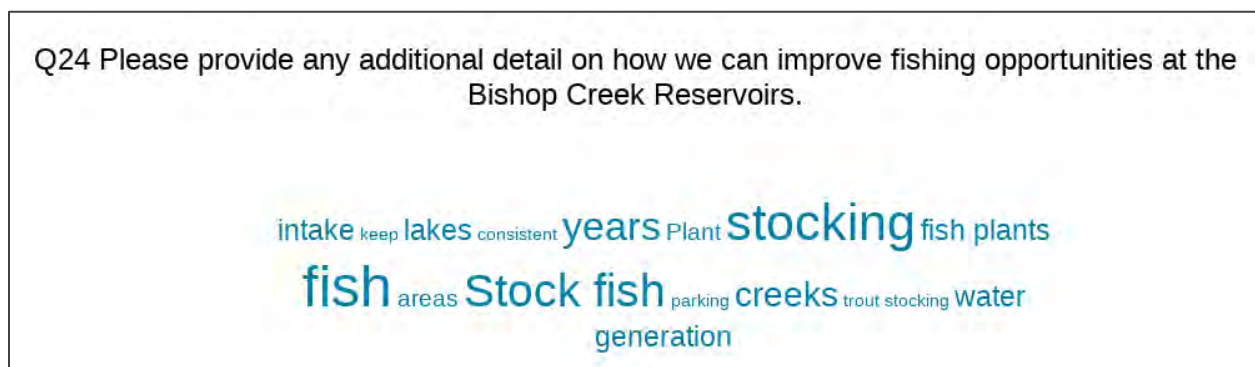 Q24 Please provide any additional detail on how we can improve fishing opportunities at the
Bishop Creek Reservoirs.
intake keep lakes consistent years Plant stocking fish plants
fish areas Stock fish parking creeks trout stocking water
generation